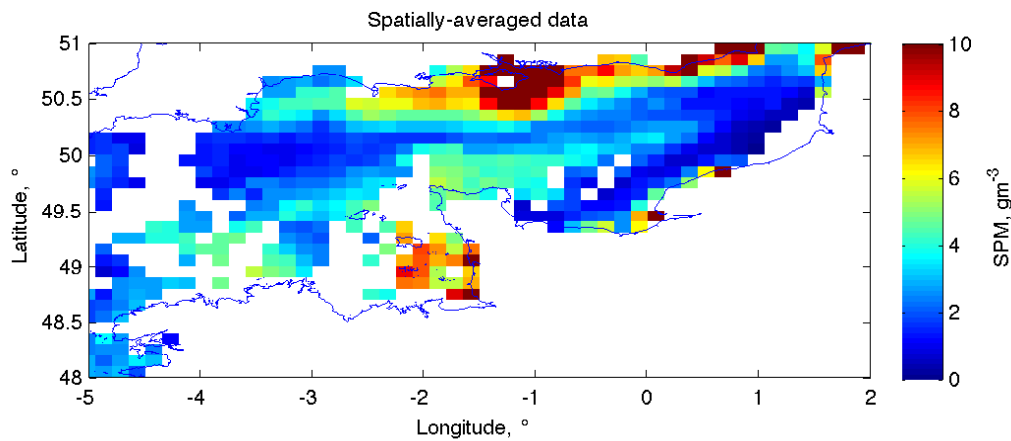 Spatially-averaged data
51
50.5
50
49.5
49
48.5
48
Latitude, °
-5 -4 -3 -2 -1 0 1 2
Longitude, °
10
8
6
4
2
0
SPM, gm⁻³